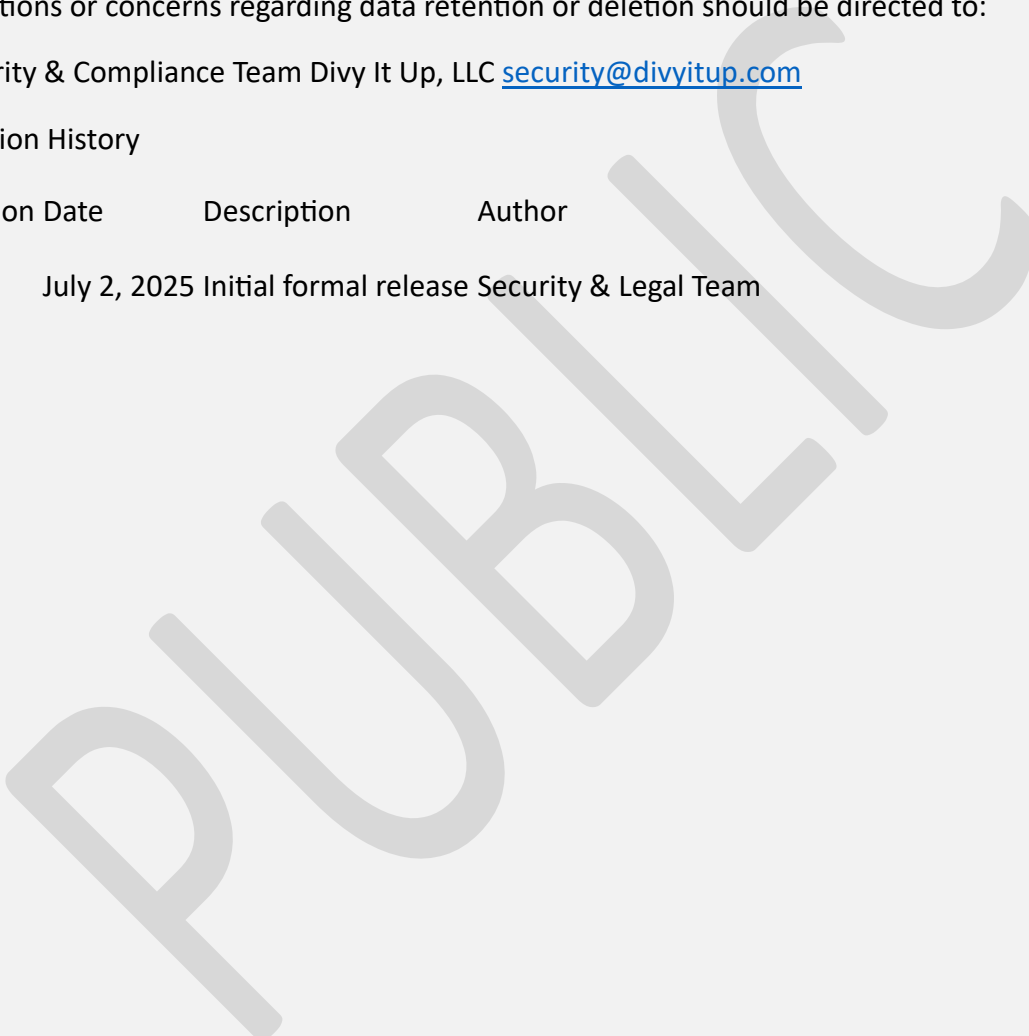 tions or concerns regarding data retention or deletion should be directed to:
rity & Compliance Team Divy It Up, LLC security@divyitup.com
ion History
on Date Description Author
July 2, 2025 Initial formal release Security & Legal Team
PUBLIC